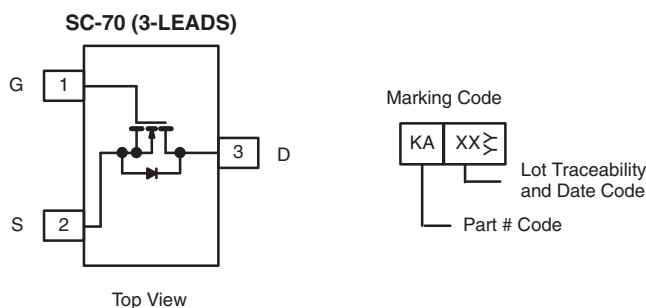 SC-70 (3-LEADS)
G
1
3
D
S
2
Top View
Marking Code
KA
XX
Lot Traceability
and Date Code
Part # Code